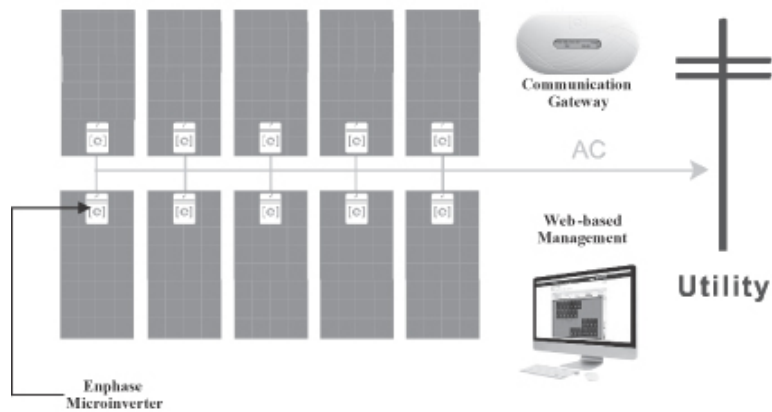 Communication
Gateway
AC
Web-based
Management
Utility
Enphase
Microinverter